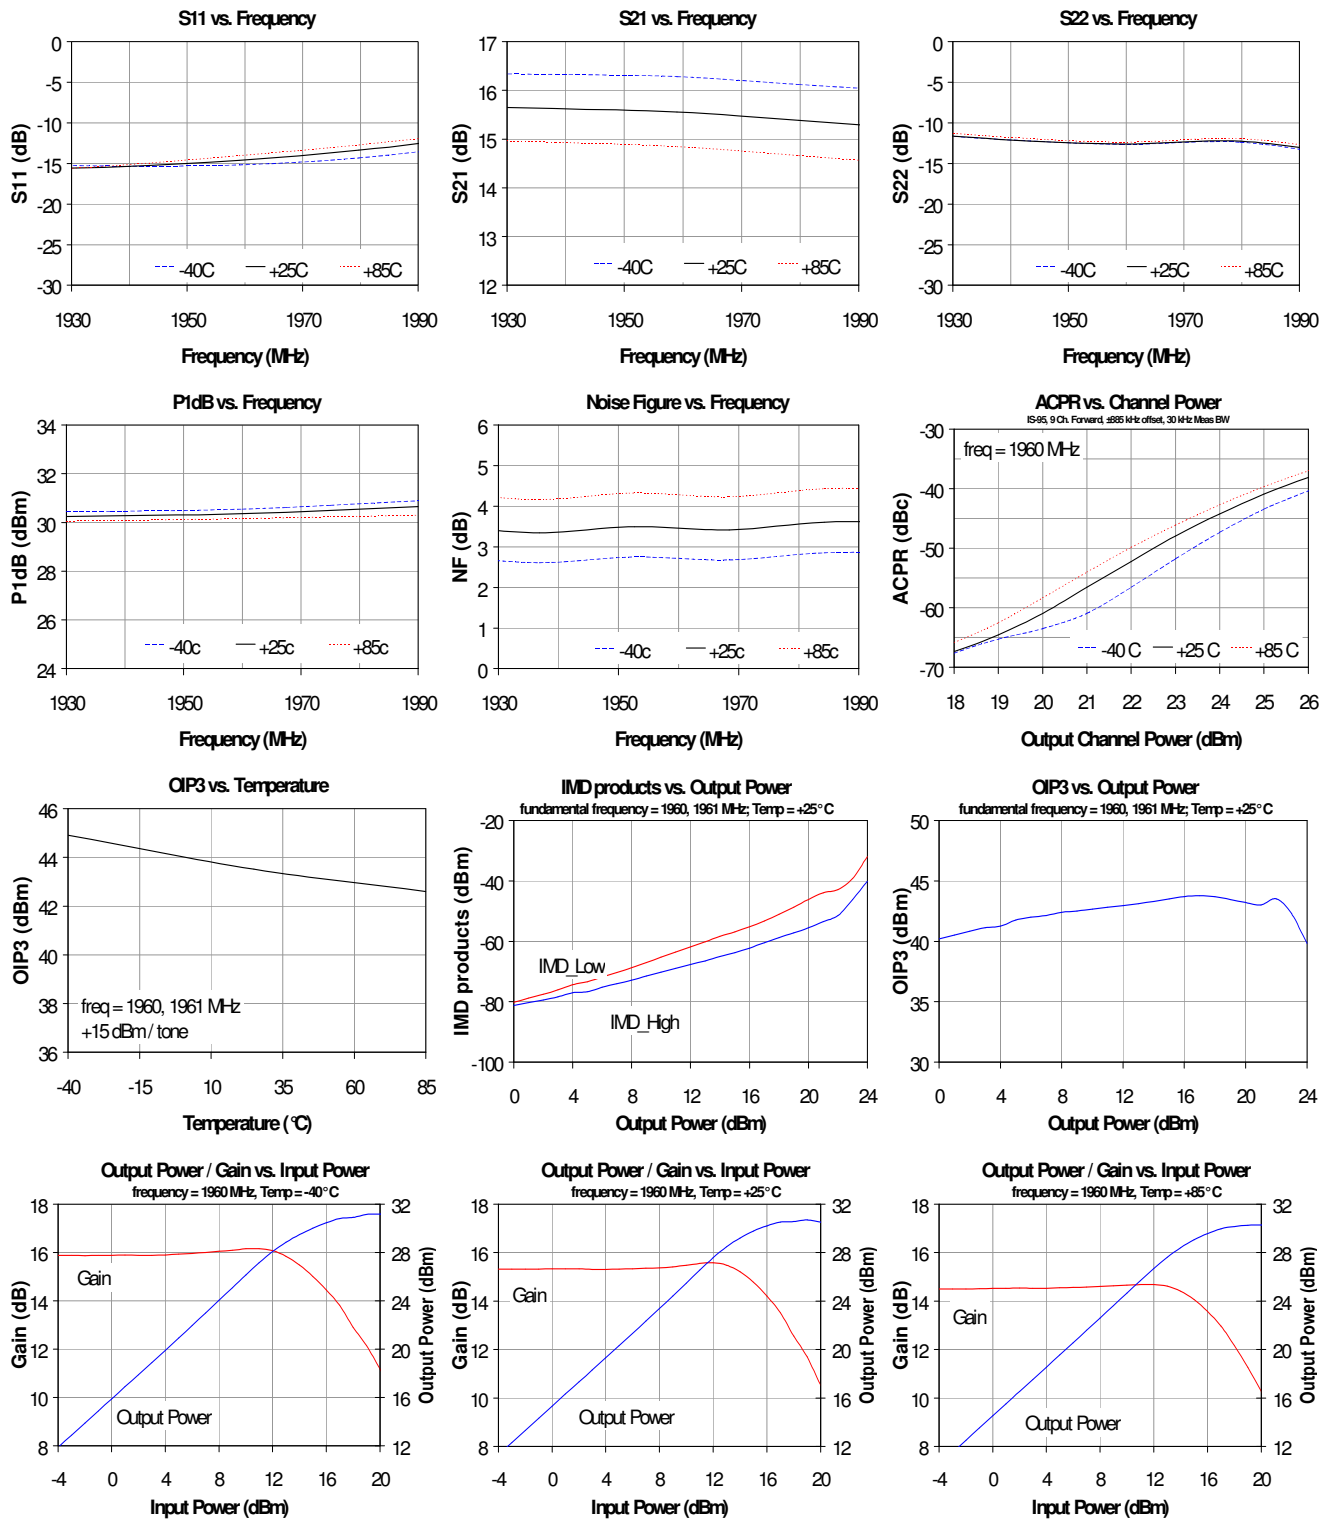 S11 vs. Frequency
0
-5
-10
-15
-20
-25
-30
S11 (dB)
-40C
+25C
+85C
1930
1950
1970
1990
Frequency (MHz)
S21 vs. Frequency
17
16
15
14
13
12
S21 (dB)
-40C
+25C
+85C
1930
1950
1970
1990
Frequency (MHz)
S22 vs. Frequency
0
-5
-10
-15
-20
-25
-30
S22 (dB)
-40C
+25C
+85C
1930
1950
1970
1990
Frequency (MHz)
P1dB vs. Frequency
34
32
30
28
26
24
P1dB (dBm)
-40c
+25c
+85c
1930
1950
1970
1990
Frequency (MHz)
Noise Figure vs. Frequency
6
5
4
3
2
1
0
NF (dB)
-40c
+25c
+85c
1930
1950
1970
1990
Frequency (MHz)
ACPR vs. Channel Power
IS-95, 9 Ch. Forward, ±885 kHz offset, 30 kHz Meas BW
-30
-40
-50
-60
-70
ACPR (dBc)
freq = 1960 MHz
-40 C
+25 C
+85 C
18
19
20
21
22
23
24
25
26
Output Channel Power (dBm)
OIP3 vs. Temperature
46
44
42
40
38
36
OIP3 (dBm)
freq = 1960, 1961 MHz
+15 dBm / tone
-40
-15
10
35
60
85
Temperature (°C)
IMD products vs. Output Power
fundamental frequency = 1960, 1961 MHz; Temp = +25° C
-20
-40
-60
-80
-100
IMD products (dBm)
IMD_Low
IMD_High
0
4
8
12
16
20
24
Output Power (dBm)
OIP3 vs. Output Power
fundamental frequency = 1960, 1961 MHz; Temp = +25° C
50
45
40
35
30
OIP3 (dBm)
0
4
8
12
16
20
24
Output Power (dBm)
Output Power / Gain vs. Input Power
frequency = 1960 MHz, Temp = -40° C
18
16
14
12
10
8
Gain (dB)
Gain
Output Power
32
28
24
20
16
12
Output Power (dBm)
-4
0
4
8
12
16
20
Input Power (dBm)
Output Power / Gain vs. Input Power
frequency = 1960 MHz, Temp = +25° C
18
16
14
12
10
8
Gain (dB)
Gain
Output Power
32
28
24
20
16
12
Output Power (dBm)
-4
0
4
8
12
16
20
Input Power (dBm)
Output Power / Gain vs. Input Power
frequency = 1960 MHz, Temp = +85° C
18
16
14
12
10
8
Gain (dB)
Gain
Output Power
32
28
24
20
16
12
Output Power (dBm)
-4
0
4
8
12
16
20
Input Power (dBm)